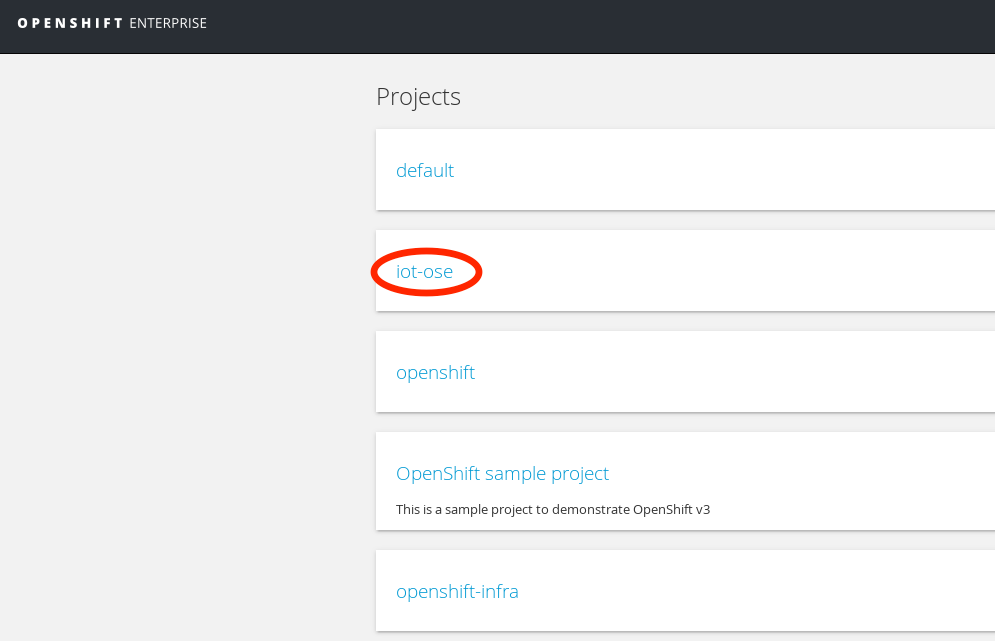 OPENSHIFT ENTERPRISE
Projects
default
iot-ose
openshift
OpenShift sample project
This is a sample project to demonstrate OpenShift v3
openshift-infra